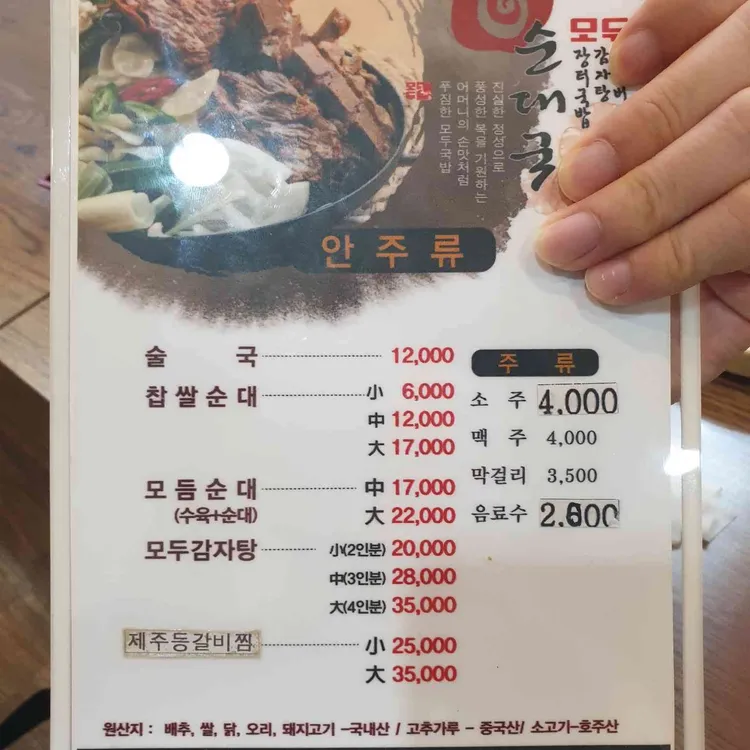 모두
순대국
감자탕
장터국밥
진실한 정성으로
풍성한 복을 기원하는
어머니의 손맛처럼
푸짐한 모두국밥
안주류
술 국 12,000
찹쌀순대 小 6,000
中 12,000
大 17,000
모듬순대 中 17,000
(수육+순대) 大 22,000
모두감자탕 小(2인분) 20,000
中(3인분) 28,000
大(4인분) 35,000
제주등갈비찜 小 25,000
大 35,000
주 류
소 주 4,000
맥 주 4,000
막걸리 3,500
음료수
원산지 : 배추, 쌀, 닭, 오리, 돼지고기 -국내산 / 고추가루 - 중국산/ 소고기-호주산